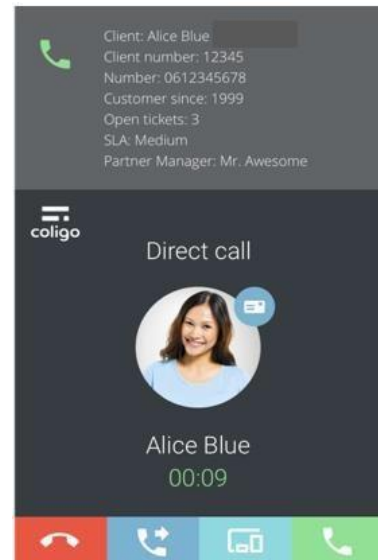 Client: Alice Blue
Client number: 12345
Number: 0612345678
Customer since: 1999
Open tickets: 3
SLA: Medium
Partner Manager: Mr. Awesome
coligo
Direct call
Alice Blue
00:09